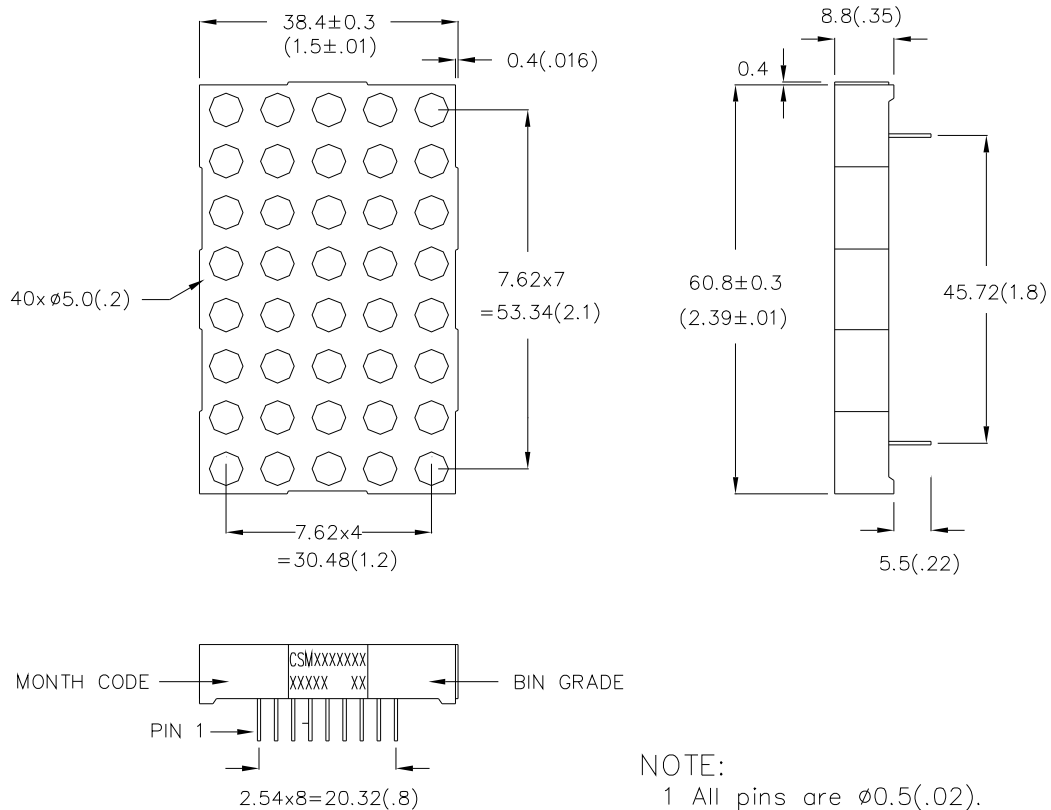 38.4±0.3
(1.5±.01)
0.4(.016)
8.8(.35)
0.4
40xø5.0(.2)
7.62x7
=53.34(2.1)
60.8±0.3
(2.39±.01)
45.72(1.8)
7.62x4
=30.48(1.2)
5.5(.22)
CSMXXXXXXX
XXXXX XX
MONTH CODE
BIN GRADE
PIN 1
2.54x8=20.32(.8)
NOTE:
1 All pins are ø0.5(.02).